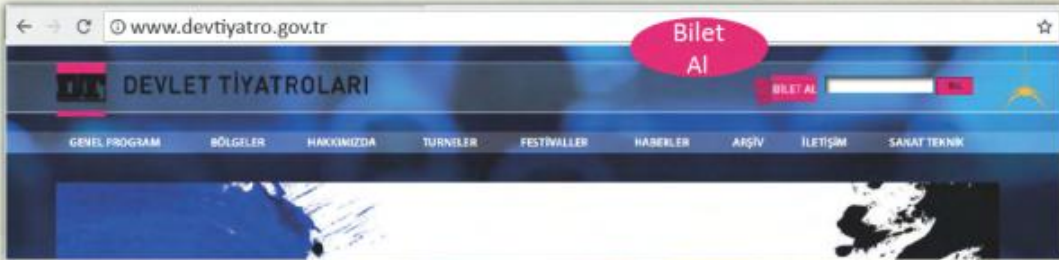 www.devtiyatro.gov.tr
Bilet
Al
DEVLET TİYATROLARI
BİLET AL
GENEL PROGRAM BÖLGELER HAKKIMIZDA TURNELER FESTİVALLER HABERLER ARŞİV İLETİŞİM SANAT TEKNİK